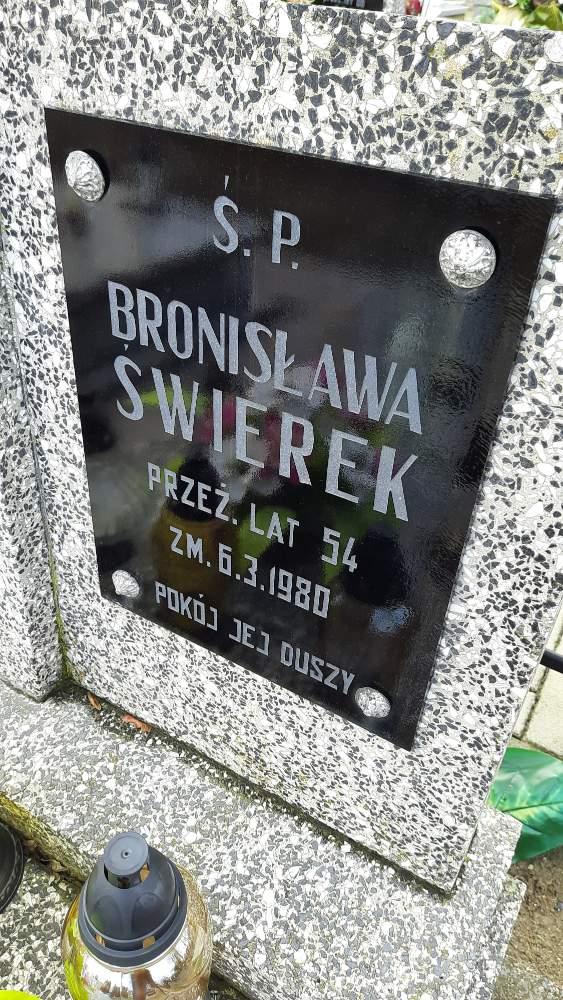 Ś. P.
BRONISŁAWA
ŚWIEREK
PRZEŻ. LAT 54
ZM. 6.3.1980
POKÓJ JEJ DUSZY